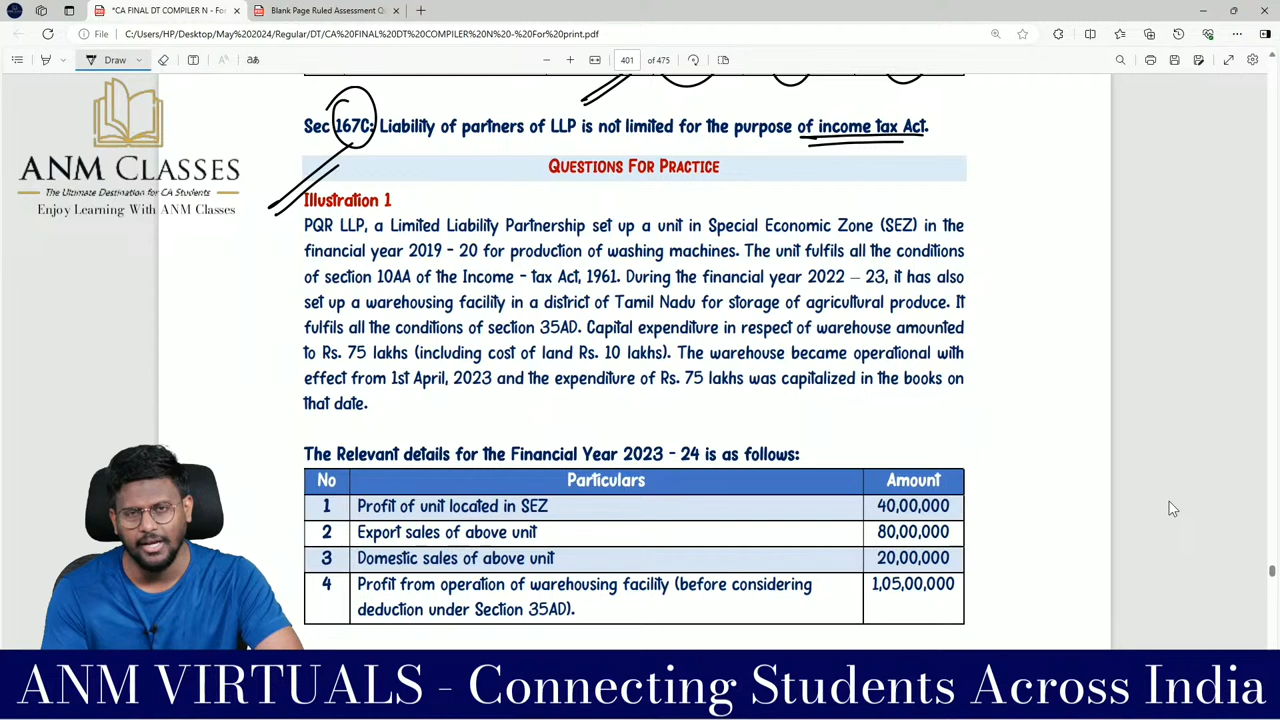 *CA FINAL DT COMPILER N - Fo
Blank Page Ruled Assessment Q
File
C:/Users/HP/Desktop/May%202024/Regular/DT/CA%20FINAL%20DT%20COMPILER%20N%20-%20For%20print.pdf
Draw
401 of 475
Sec 167C: Liability of partners of LLP is not limited for the purpose of income tax Act.
ANM CLASSES
The Ultimate Destination for CA Students
Enjoy Learning With ANM Classes
QUESTIONS FOR PRACTICE
Illustration 1
PQR LLP, a Limited Liability Partnership set up a unit in Special Economic Zone (SEZ) in the
financial year 2019 - 20 for production of washing machines. The unit fulfils all the conditions
of section 10AA of the Income - tax Act, 1961. During the financial year 2022 – 23, it has also
set up a warehousing facility in a district of Tamil Nadu for storage of agricultural produce. It
fulfils all the conditions of section 35AD. Capital expenditure in respect of warehouse amounted
to Rs. 75 lakhs (including cost of land Rs. 10 lakhs). The warehouse became operational with
effect from 1st April, 2023 and the expenditure of Rs. 75 lakhs was capitalized in the books on
that date.
The Relevant details for the Financial Year 2023 - 24 is as follows:
No Particulars Amount
1 Profit of unit located in SEZ 40,00,000
2 Export sales of above unit 80,00,000
3 Domestic sales of above unit 20,00,000
4 Profit from operation of warehousing facility (before considering 1,05,00,000
deduction under Section 35AD).
ANM VIRTUALS - Connecting Students Across India